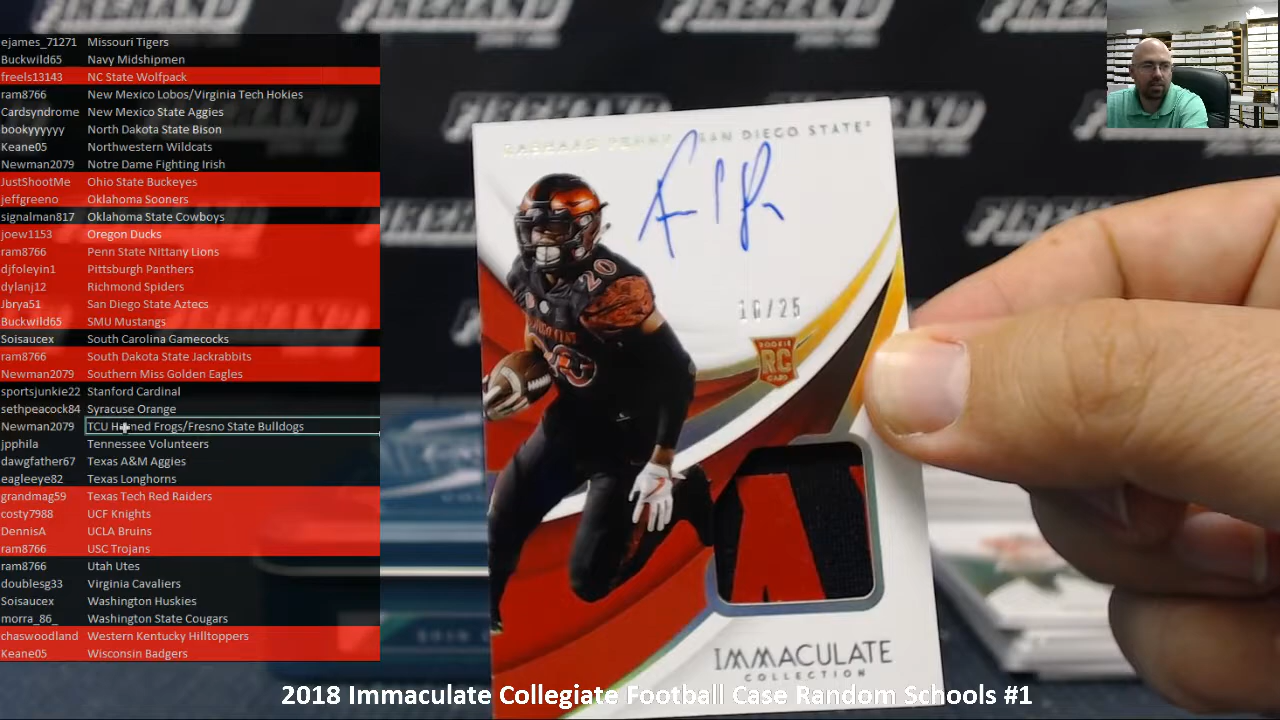 ejames_71271 Missouri Tigers
Buckwild65 Navy Midshipmen
freels13143 NC State Wolfpack
ram8766 New Mexico Lobos/Virginia Tech Hokies
Cardsyndrome New Mexico State Aggies
bookyyyyyy North Dakota State Bison
Keane05 Northwestern Wildcats
Newman2079 Notre Dame Fighting Irish
JustShootMe Ohio State Buckeyes
jeffgreeno Oklahoma Sooners
signalman817 Oklahoma State Cowboys
joew1153 Oregon Ducks
ram8766 Penn State Nittany Lions
djfoleyin1 Pittsburgh Panthers
dylanj12 Richmond Spiders
Jbrya51 San Diego State Aztecs
Buckwild65 SMU Mustangs
Soisaucex South Carolina Gamecocks
ram8766 South Dakota State Jackrabbits
Newman2079 Southern Miss Golden Eagles
sportsjunkie22 Stanford Cardinal
sethpeacock84 Syracuse Orange
Newman2079 TCU Horned Frogs/Fresno State Bulldogs
jpphila Tennessee Volunteers
dawgfather67 Texas A&M Aggies
eagleeye82 Texas Longhorns
grandmag59 Texas Tech Red Raiders
costy7988 UCF Knights
DennisA UCLA Bruins
ram8766 USC Trojans
ram8766 Utah Utes
doublesg33 Virginia Cavaliers
Soisaucex Washington Huskies
morra_86_ Washington State Cougars
chaswoodland Western Kentucky Hilltoppers
Keane05 Wisconsin Badgers
RASHAAD PENNY SAN DIEGO STATE
20
/25
ROOKIE
RC
CARD
IMMACULATE
COLLECTION
2018 Immaculate Collegiate Football Case Random Schools #1